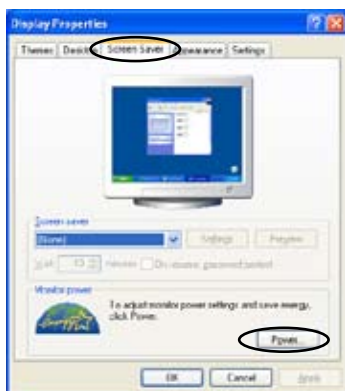 Display Properties
Themes Desktop Screen Saver Appearance Settings
Screen saver
(None) Settings Preview
Wait: minutes On resume, password protect
Monitor power
To adjust monitor power settings and save energy,
click Power.
Power...
OK Cancel Apply